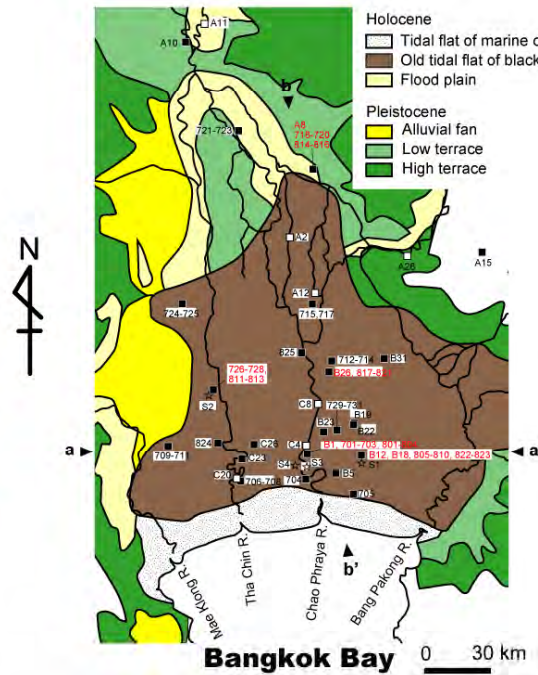 Holocene
Tidal flat of marine c
Old tidal flat of black
Flood plain
Pleistocene
Alluvial fan
Low terrace
High terrace
A11
A10
b
721-723
A8
716-720
814-816
N
A2
A26
A15
A12
724-725
715,717
825
712-714
B31
726-728,
811-813
B26, 817-8
S2
C8
729-731
B19
B23
B22
a
709-71
824
C26
C4
B1, 701-703, 801-
a
C23
S4
S3
B12, B18, 805-810, 822-823
S1
C20
706-708
704
B5
705
Mae Klong R.
Tha Chin R.
Chao Phraya R.
Bang Pakong R.
b'
Bangkok Bay
0 30 km